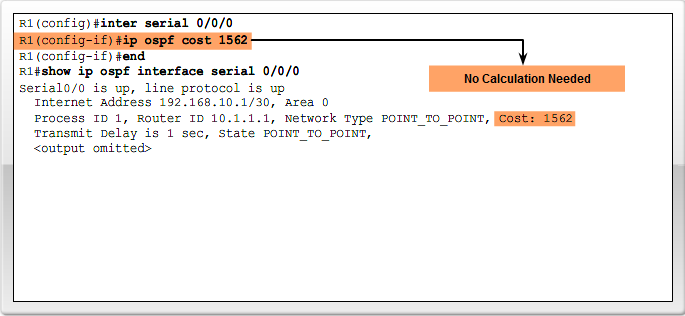 R1(config)#inter serial 0/0/0
R1(config-if)#ip ospf cost 1562
R1(config-if)#end
R1#show ip ospf interface serial 0/0/0
Serial0/0 is up, line protocol is up
Internet Address 192.168.10.1/30, Area 0
Process ID 1, Router ID 10.1.1.1, Network Type POINT_TO_POINT, Cost: 1562
Transmit Delay is 1 sec, State POINT_TO_POINT,
<output omitted>
No Calculation Needed